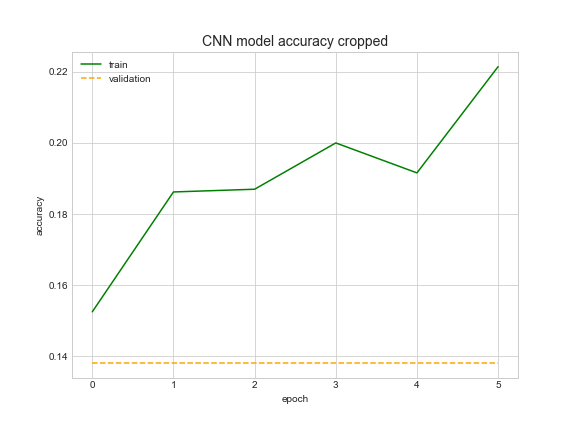 CNN model accuracy cropped
train
validation
0.22
0.20
0.18
0.16
0.14
accuracy
0 1 2 3 4 5
epoch